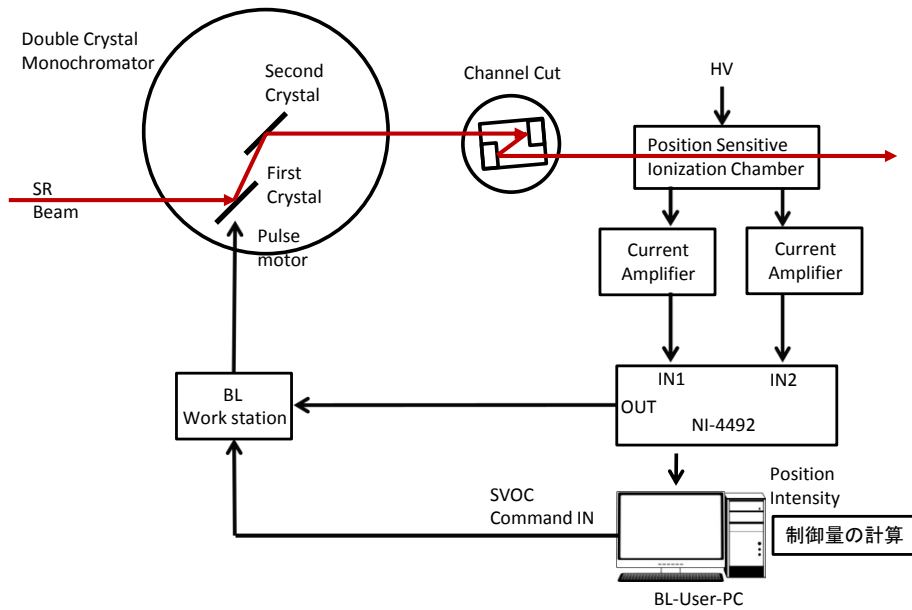 Double Crystal
Monochromator
Second
Crystal
Channel Cut
HV
Position Sensitive
Ionization Chamber
First
Crystal
SR
Beam
Pulse
motor
Current
Amplifier
Current
Amplifier
IN1
IN2
OUT
NI-4492
BL
Work station
SVOC
Command IN
Position
Intensity
制御量の計算
BL-User-PC